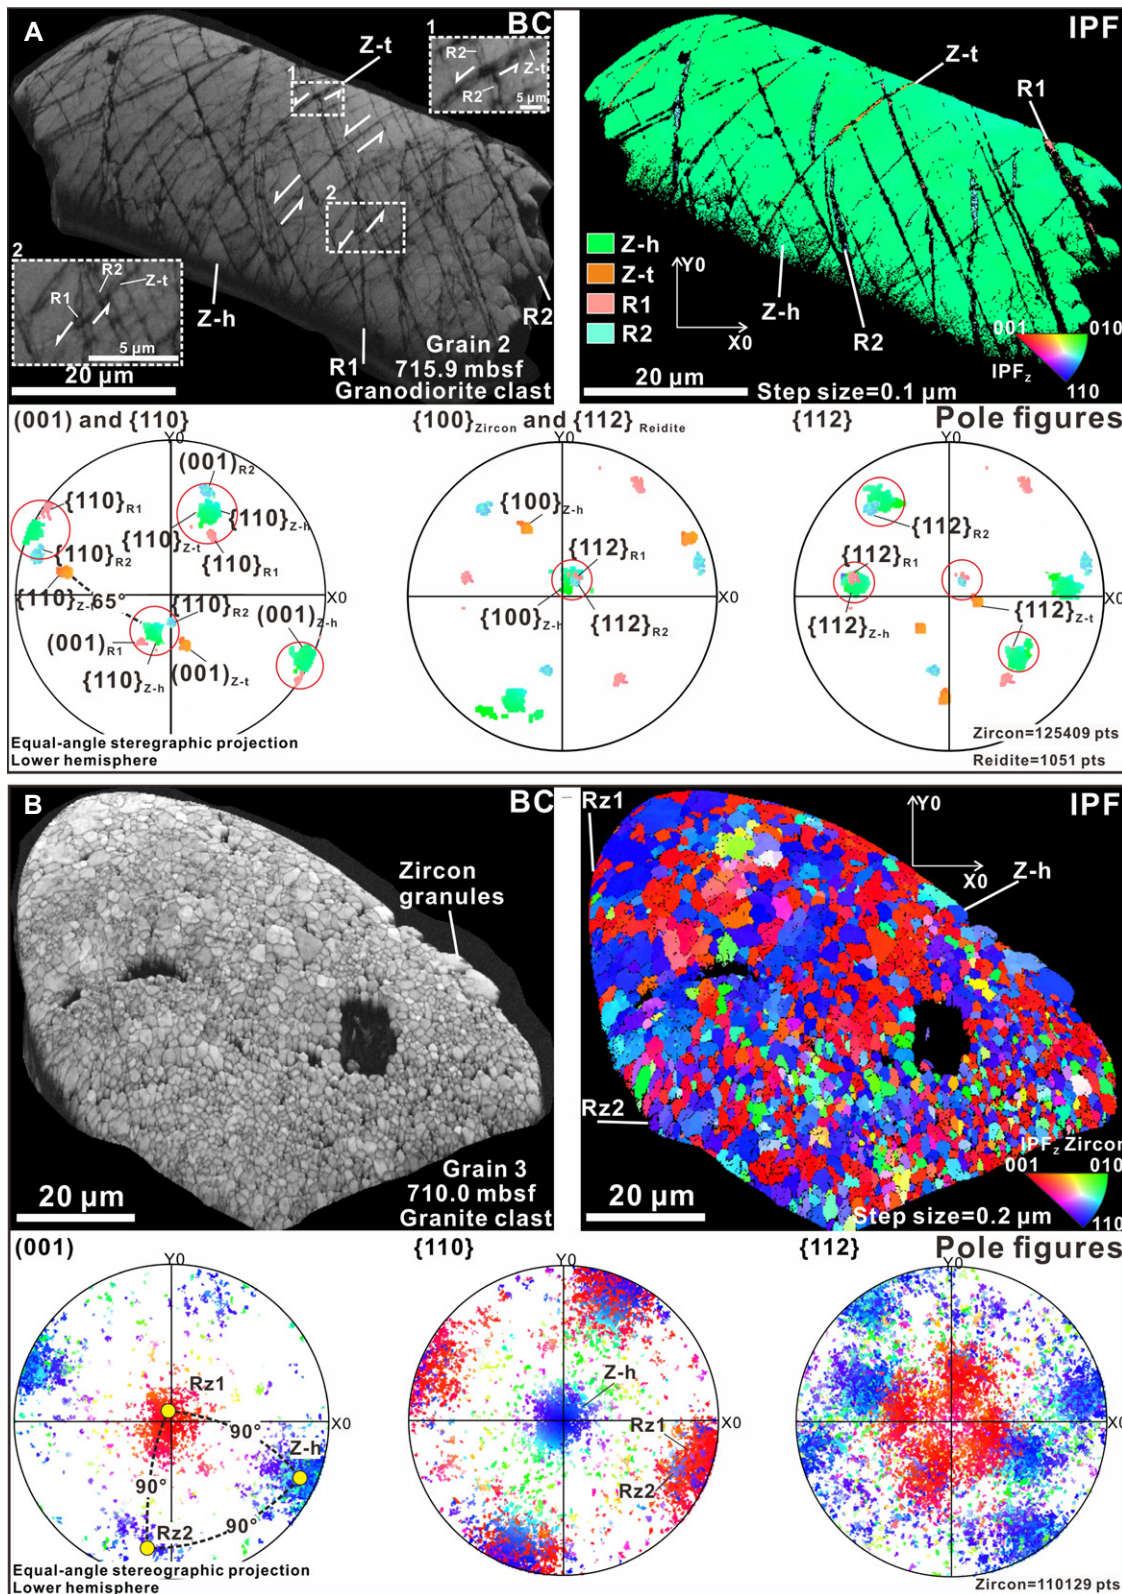 A
BC
Z-t
1
R2
Z-t
R2
5 µm
1
2
2
R2
Z-t
R1
5 µm
20 µm
Z-h
R1
R2
Grain 2
715.9 mbsf
Granodiorite clast
IPF
Z-t
R1
Z-h
Z-t
R1
R2
Y0
X0
Z-h
R2
001
010
IPFz
110
20 µm
Step size=0.1 µm
(001) and {110}
Y0
(001)R2
{110}R1
{110}Z-h
{110}Z-t
{110}R2
{110}R1
{110}Z-t
65°
{110}R2
X0
(001)Z-h
(001)R1
{110}Z-h
(001)Z-t
Equal-angle steregraphic projection
Lower hemisphere
{100}Zircon and {112}Reidite
Y0
{100}Z-h
{112}R1
{100}Z-h
{112}R2
X0
{112}
Pole figures
Y0
{112}R2
{112}R1
{112}Z-h
{112}Z-t
X0
Zircon=125409 pts
Reidite=1051 pts
B
BC
Zircon
granules
20 µm
Grain 3
710.0 mbsf
Granite clast
Rz1
Y0
X0
IPF
Z-h
Rz2
IPFz Zircon
001
010
110
20 µm
Step size=0.2 µm
(001)
Y0
Rz1
90°
X0
Z-h
90°
90°
Rz2
Equal-angle stereographic projection
Lower hemisphere
{110}
Y0
Z-h
X0
Rz1
Rz2
{112}
Pole figures
Y0
X0
Zircon=110129 pts